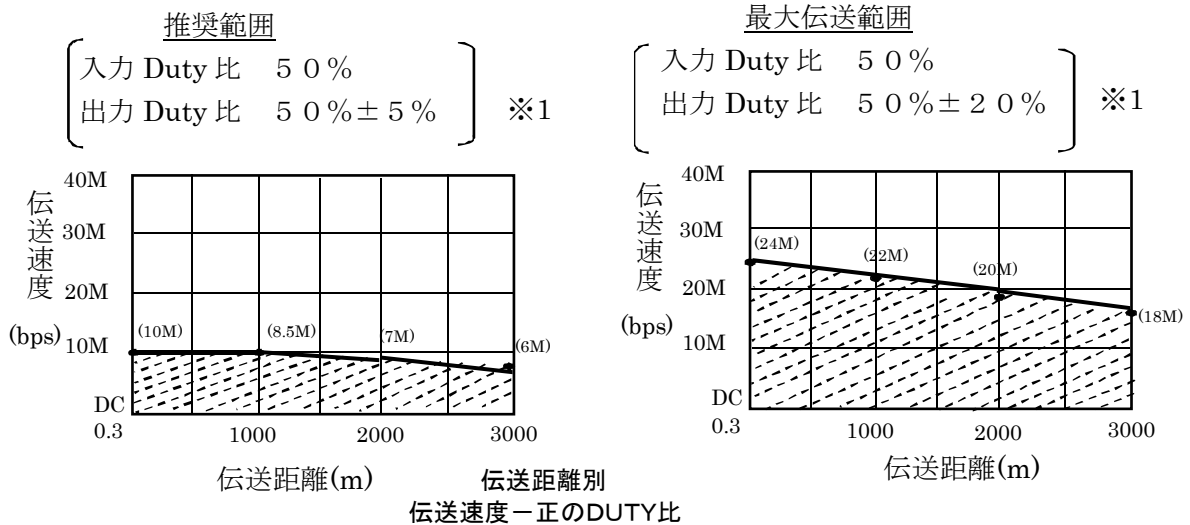 推奨範囲
入力 Duty 比　５０％
出力 Duty 比　５０％±５％
※1
伝送速度
(bps)
40M
30M
20M
10M
DC
(10M)
(8.5M)
(7M)
(6M)
0.3
1000
2000
3000
伝送距離(m)
最大伝送範囲
入力 Duty 比　５０％
出力 Duty 比　５０％±２０％
※1
伝送速度
(bps)
40M
30M
20M
10M
DC
(24M)
(22M)
(20M)
(18M)
0.3
1000
2000
3000
伝送距離(m)
伝送距離別
伝送速度－正のDUTY比